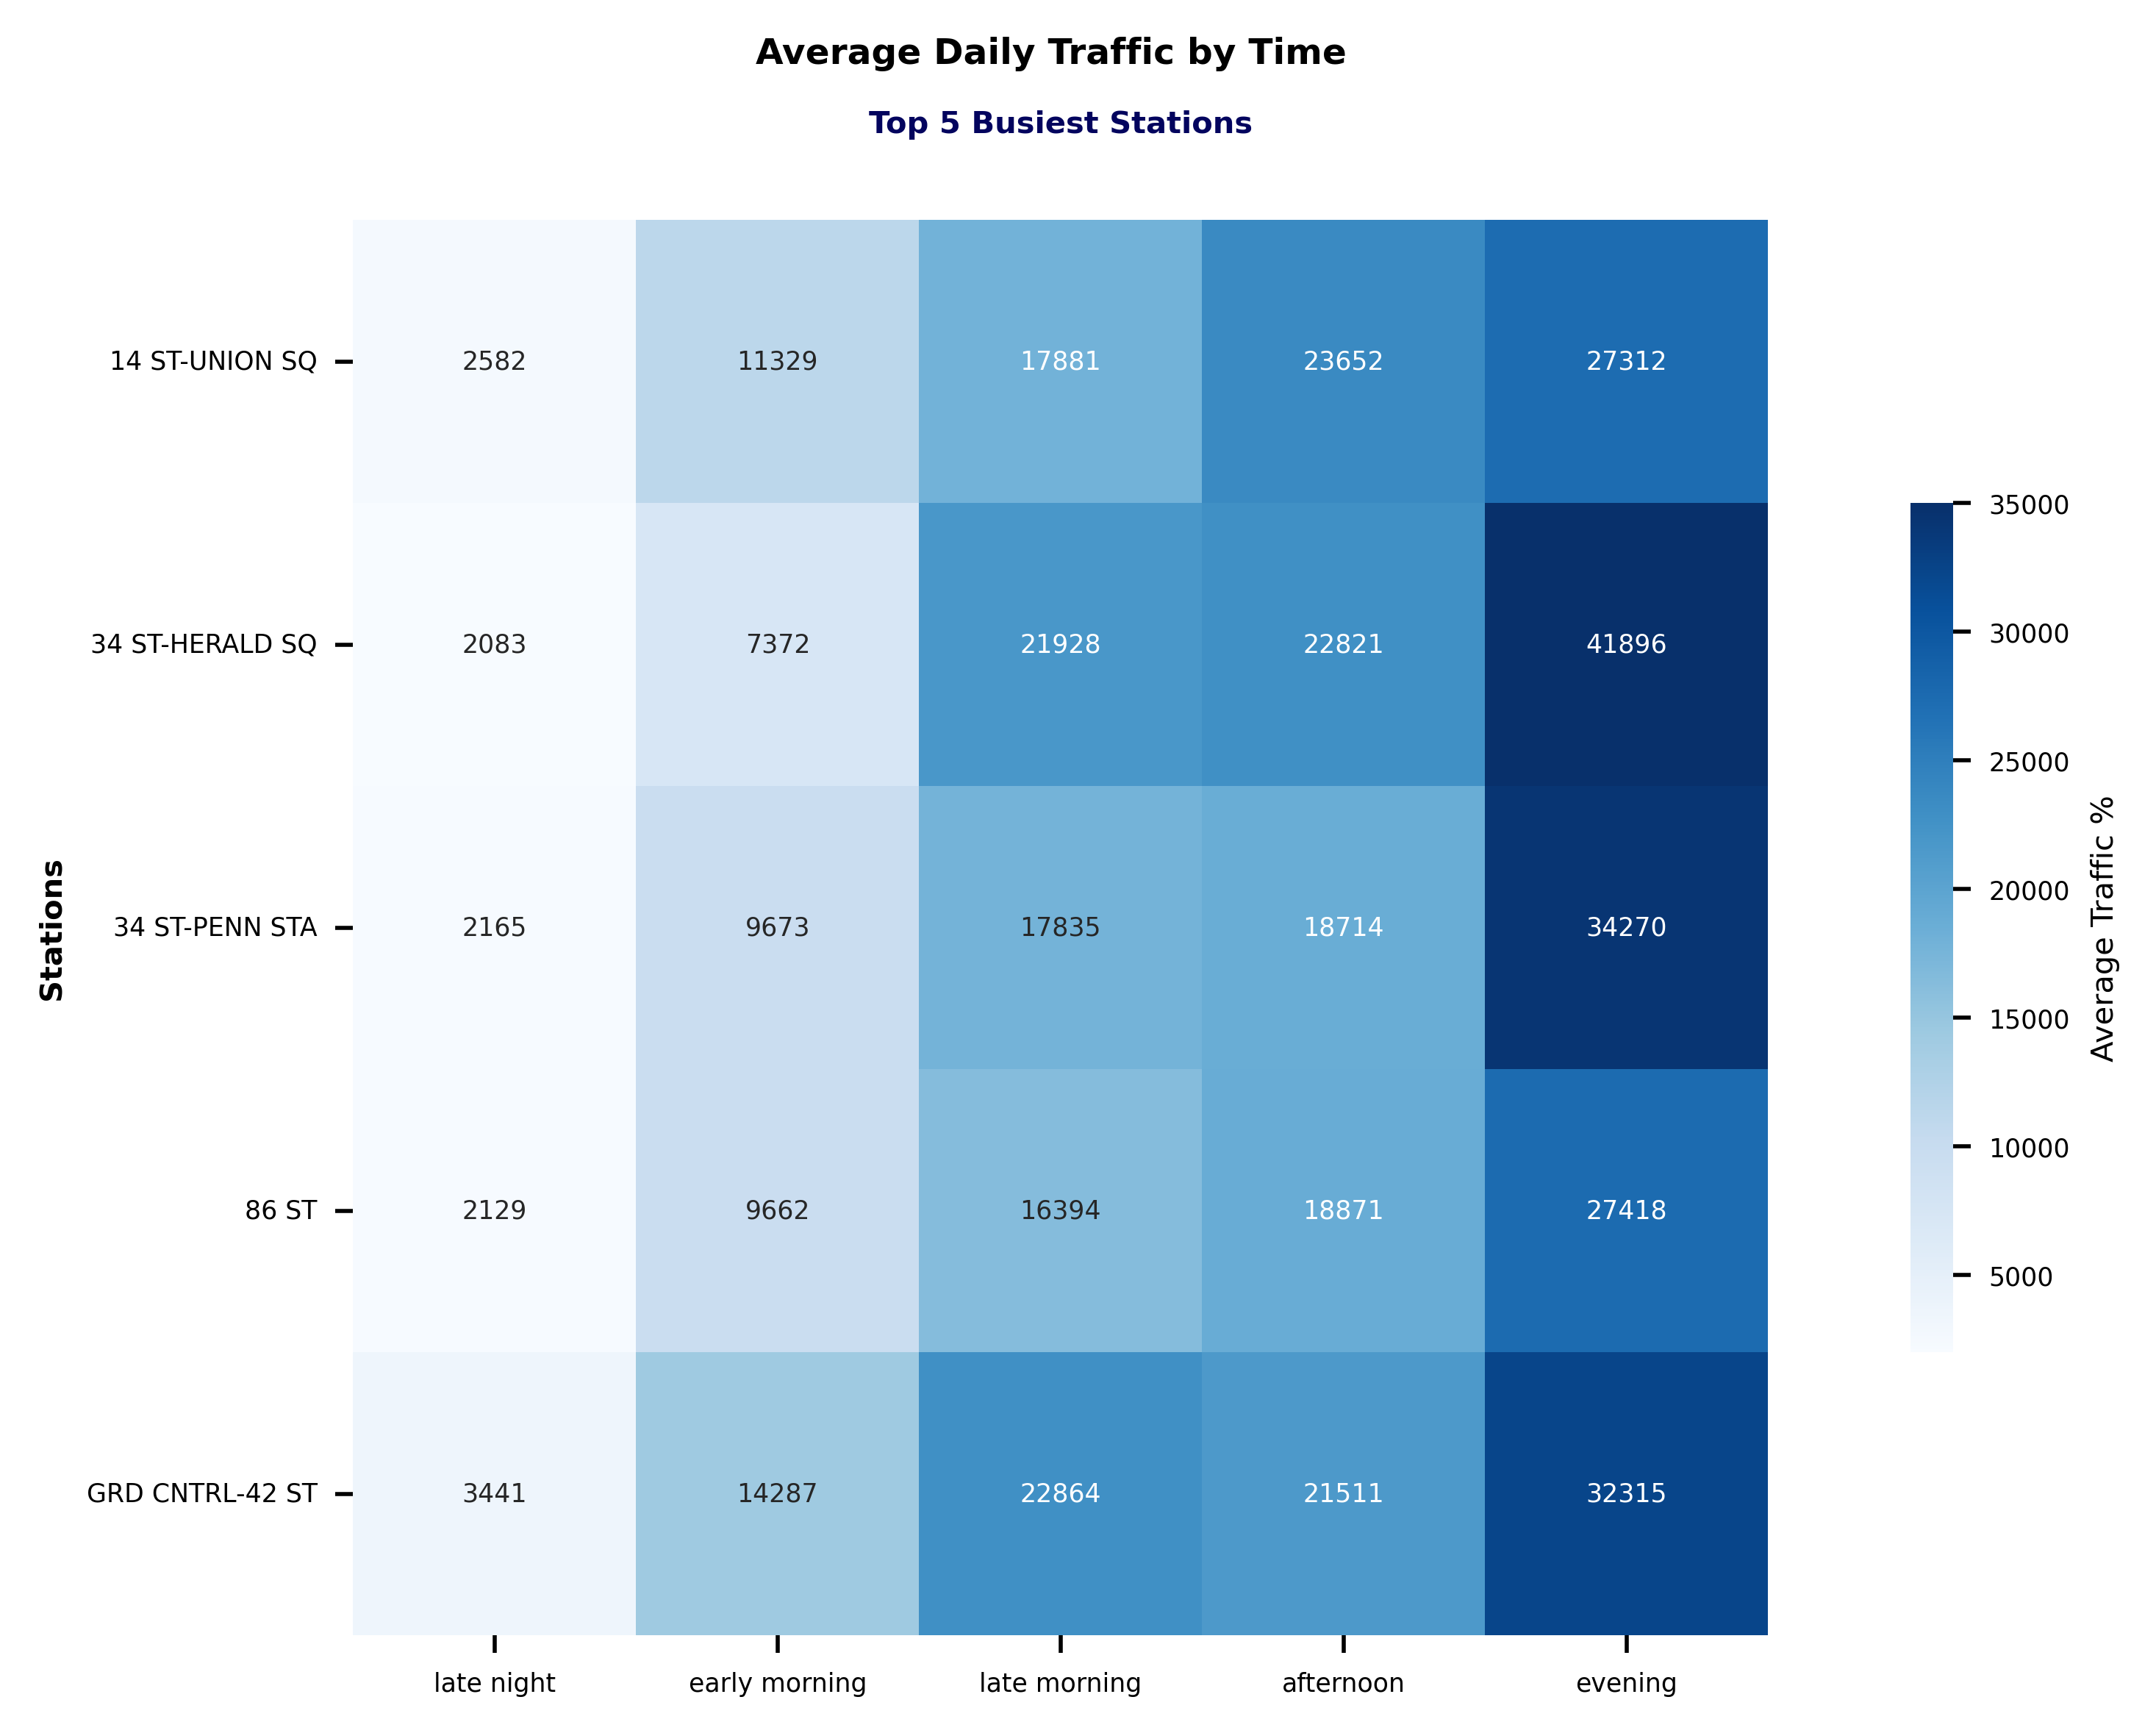 Average Daily Traffic by Time
Top 5 Busiest Stations
Stations
14 ST-UNION SQ 2582 11329 17881 23652 27312
34 ST-HERALD SQ 2083 7372 21928 22821 41896
34 ST-PENN STA 2165 9673 17835 18714 34270
86 ST 2129 9662 16394 18871 27418
GRD CNTRL-42 ST 3441 14287 22864 21511 32315
late night early morning late morning afternoon evening
35000
30000
25000
20000
15000
10000
5000
Average Traffic %